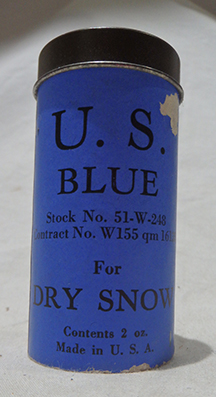 U. S.
BLUE
Stock No. 51-W-248
Contract No. W155 qm
For
DRY SNOW
Contents 2 oz.
Made in U. S. A.